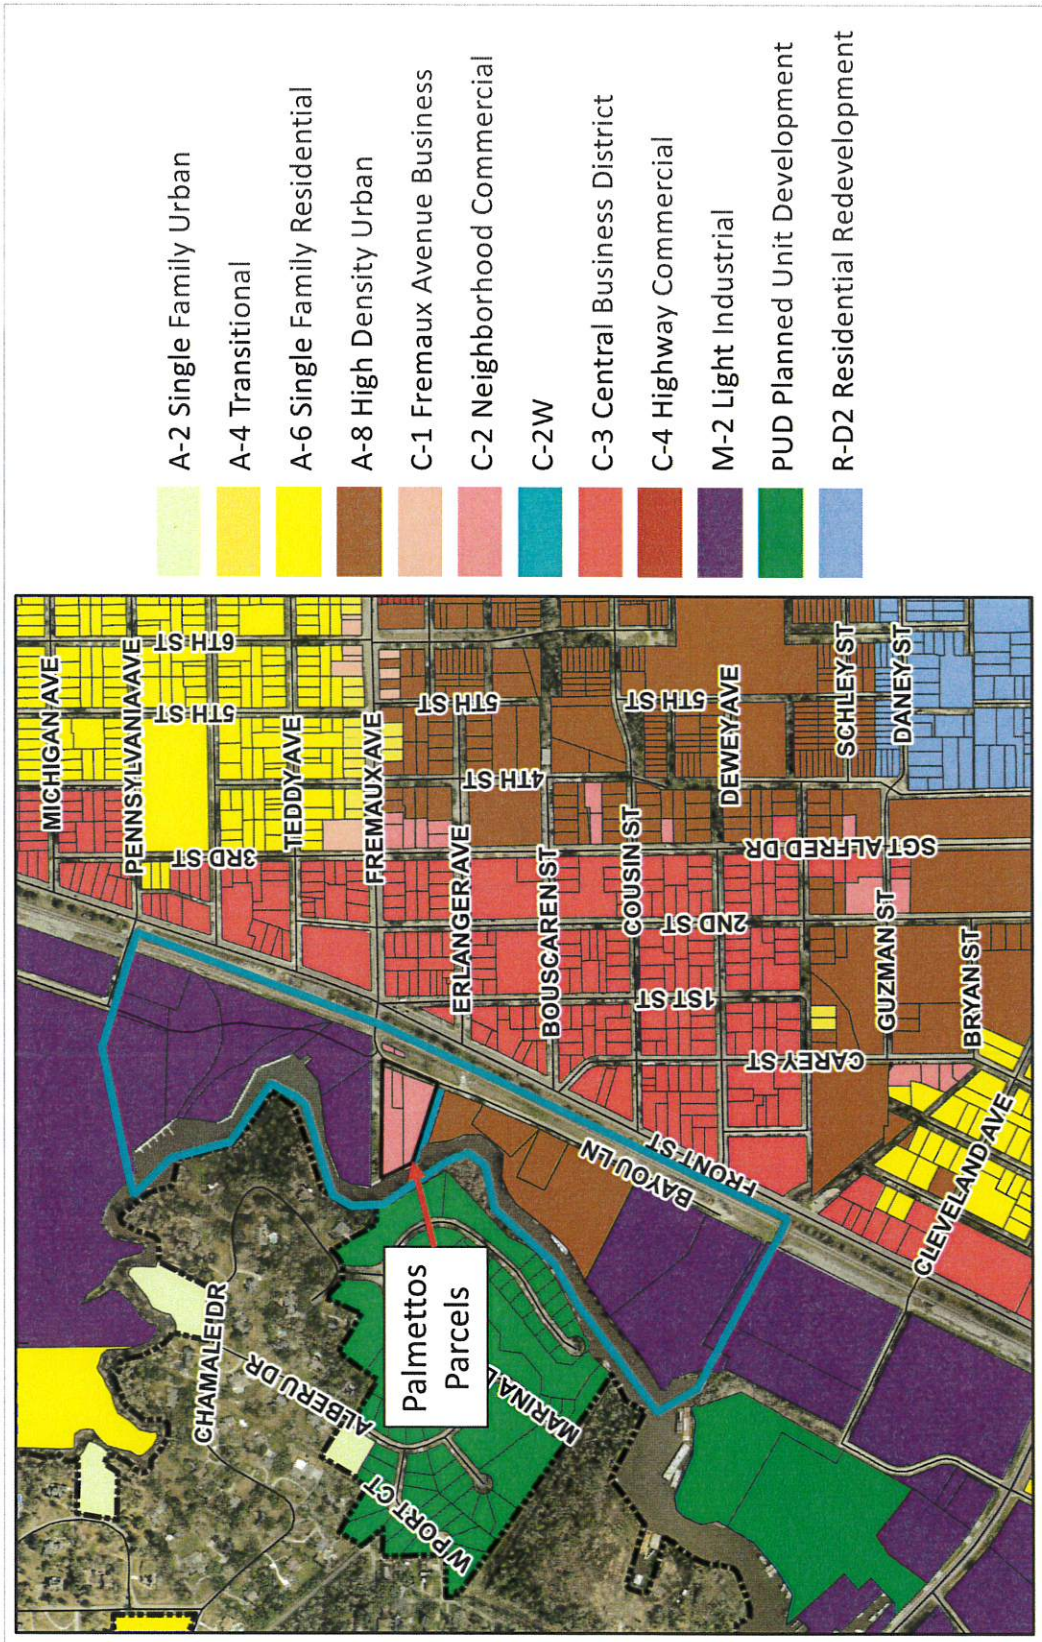 A-2 Single Family Urban
A-4 Transitional
A-6 Single Family Residential
A-8 High Density Urban
C-1 Fremaux Avenue Business
C-2 Neighborhood Commercial
C-2W
C-3 Central Business District
C-4 Highway Commercial
M-2 Light Industrial
PUD Planned Unit Development
R-D2 Residential Redevelopment
MICHIGAN AVE
PENNSYLVANIA AVE
6TH ST
5TH ST
3RD ST
TEDDY AVE
FREMAUX AVE
5TH ST
4TH ST
ERLANGER AVE
BOUSCAREN ST
5TH ST
COUSIN ST
2ND ST
1ST ST
DEWEY AVE
SGT ALFRED DR
SCHLEY ST
DANEY ST
GUZMAN ST
BRYAN ST
CAREY ST
FRONT ST
BAYOU LN
CLEVELAND AVE
CHAMALE DR
ALBERU DR
W PORT CT
MARINA
Palmettos
Parcels